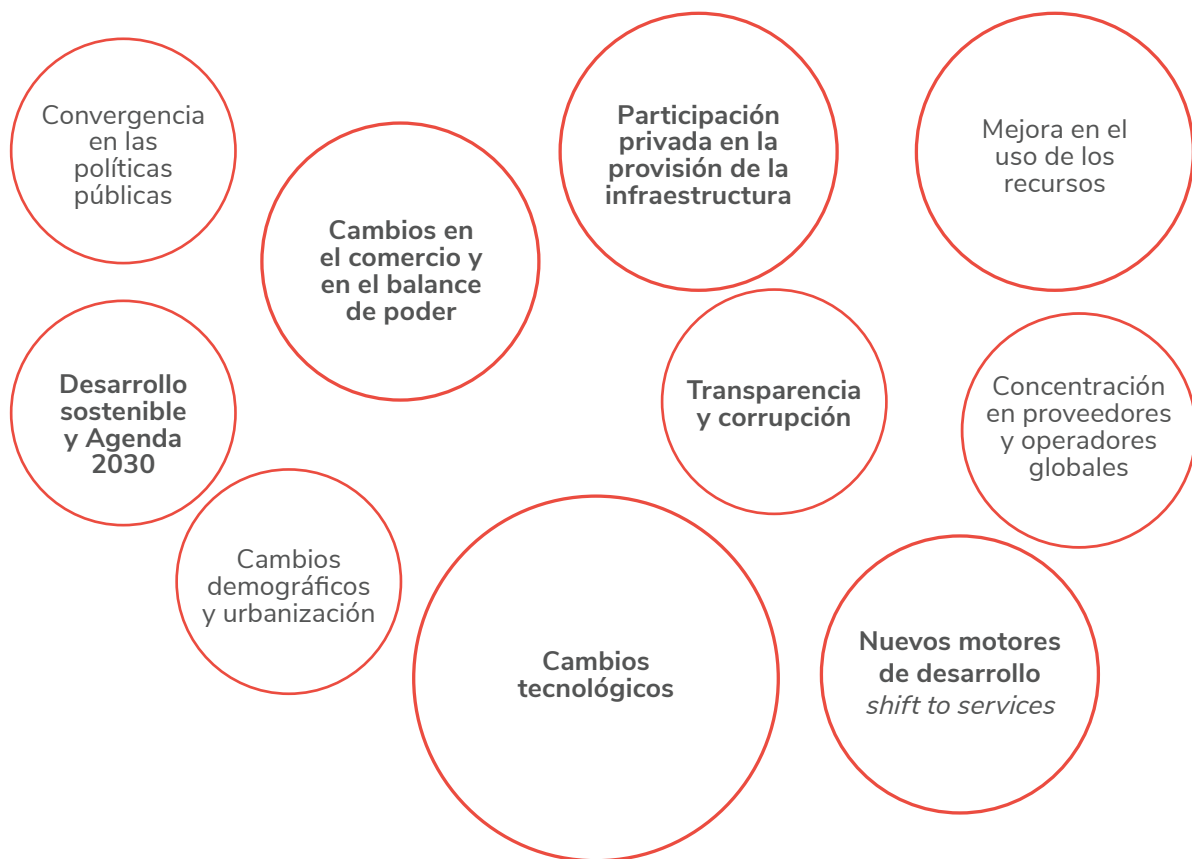 Convergencia
en las
políticas
públicas
Cambios en
el comercio y
en el balance
de poder
Participación
privada en la
provisión de la
infraestructura
Mejora en el
uso de los
recursos
Desarrollo
sostenible
y Agenda
2030
Transparencia
y corrupción
Concentración
en proveedores
y operadores
globales
Cambios
demográficos
y urbanización
Cambios
tecnológicos
Nuevos motores
de desarrollo
shift to services